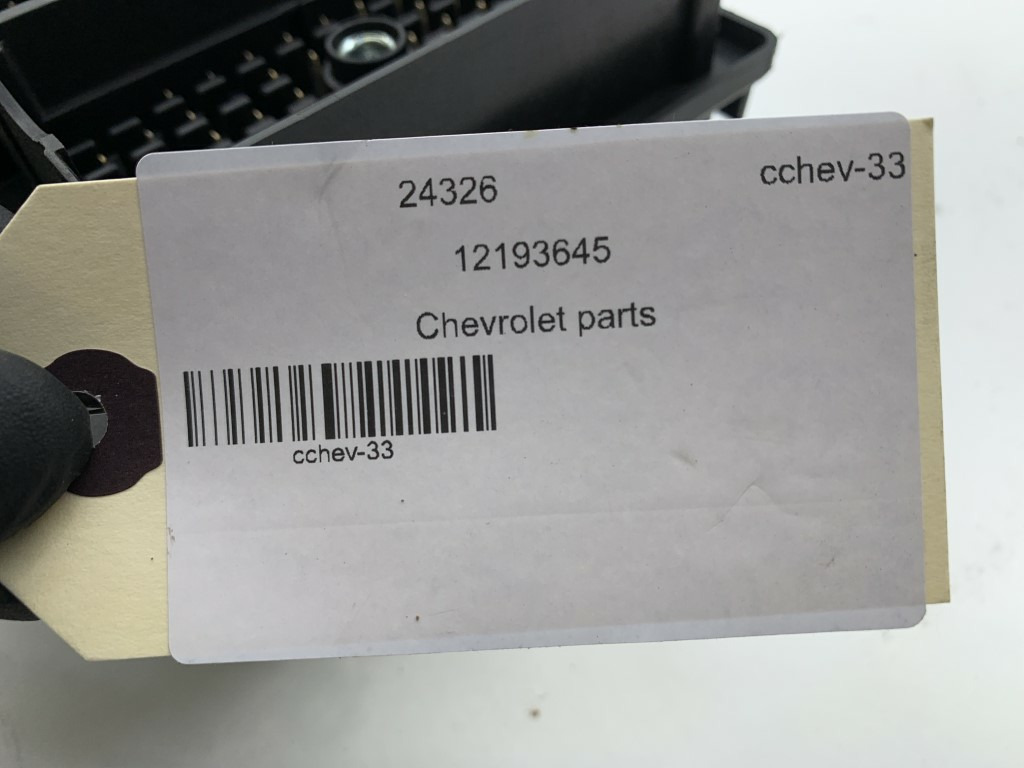 24326 cchev-33
12193645
Chevrolet parts
cchev-33